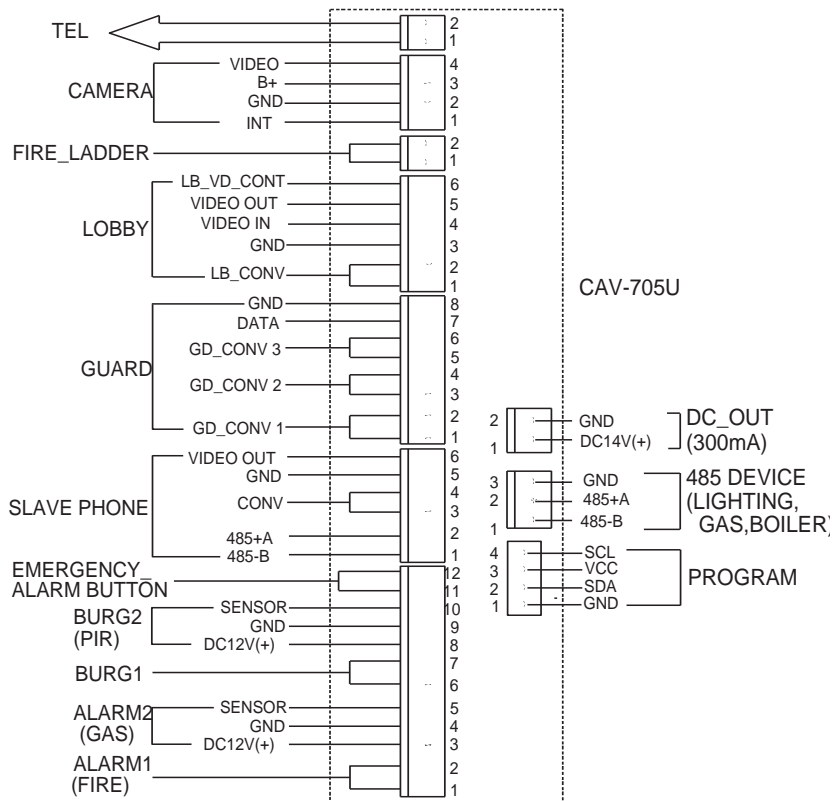 TEL
2
1
CAMERA
VIDEO 4
B+ 3
GND 2
INT 1
FIRE_LADDER
2
1
LOBBY
LB_VD_CONT 6
VIDEO OUT 5
VIDEO IN 4
GND 3
LB_CONV 2
1
GUARD
GND 8
DATA 7
GD_CONV 3 6
5
GD_CONV 2 4
3
GD_CONV 1 2
1
SLAVE PHONE
VIDEO OUT 6
GND 5
CONV 4
3
485+A 2
485-B 1
EMERGENCY_
ALARM BUTTON
12
11
BURG2
(PIR)
SENSOR 10
GND 9
DC12V(+) 8
BURG1
7
6
ALARM2
(GAS)
SENSOR 5
GND 4
DC12V(+) 3
ALARM1
(FIRE)
2
1
CAV-705U
2 GND
1 DC14V(+)
DC_OUT
(300mA)
3 GND
2 485+A
1 485-B
485 DEVICE
(LIGHTING,
GAS,BOILER)
4 SCL
3 VCC
2 SDA
1 GND
PROGRAM